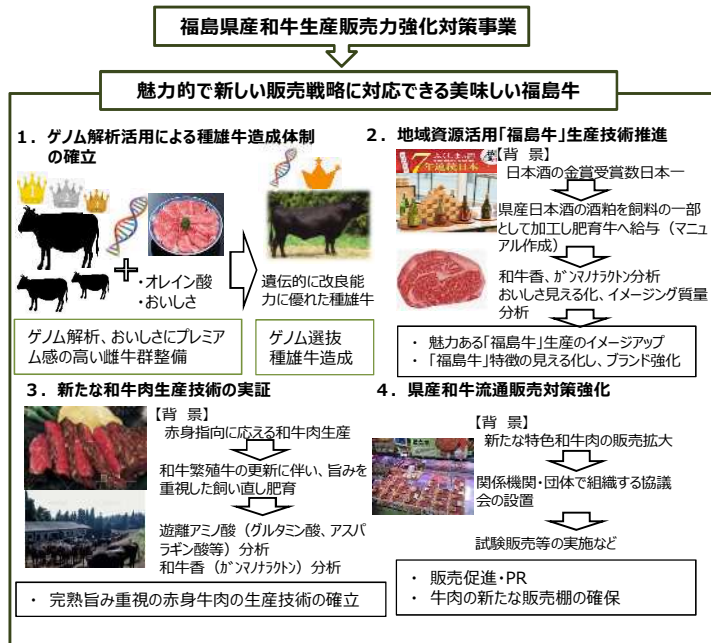 福島県産和牛生産販売力強化対策事業
魅力的で新しい販売戦略に対応できる美味しい福島牛
1．ゲノム解析活用による種雄牛造成体制
の確立
1
2
3
・オレイン酸
・おいしさ
遺伝的に改良能
力に優れた種雄牛
ゲノム解析、おいしさにプレミア
ム感の高い雌牛群整備
ゲノム選抜
種雄牛造成
2．地域資源活用「福島牛」生産技術推進
ふくしまの酒
7年連続日本一
【背 景】
日本酒の金賞受賞数日本一
県産日本酒の酒粕を飼料の一部
として加工し肥育牛へ給与（マニュ
アル作成）
和牛香、ｶﾞﾝﾏﾉﾅﾗｸﾄﾝ分析
おいしさ見える化、イメージング質量
分析
・ 魅力ある「福島牛」生産のイメージアップ
・ 「福島牛」特徴の見える化し、ブランド強化
3．新たな和牛肉生産技術の実証
【背 景】
赤身指向に応える和牛肉生産
和牛繁殖牛の更新に伴い、旨みを
重視した飼い直し肥育
遊離アミノ酸（グルタミン酸、アスパ
ラギン酸等）分析
和牛香（ｶﾞﾝﾏﾉﾅﾗｸﾄﾝ）分析
・ 完熟旨み重視の赤身牛肉の生産技術の確立
4．県産和牛流通販売対策強化
【背 景】
新たな特色和牛肉の販売拡大
関係機関・団体で組織する協議
会の設置
試験販売等の実施など
・ 販売促進・PR
・ 牛肉の新たな販売棚の確保